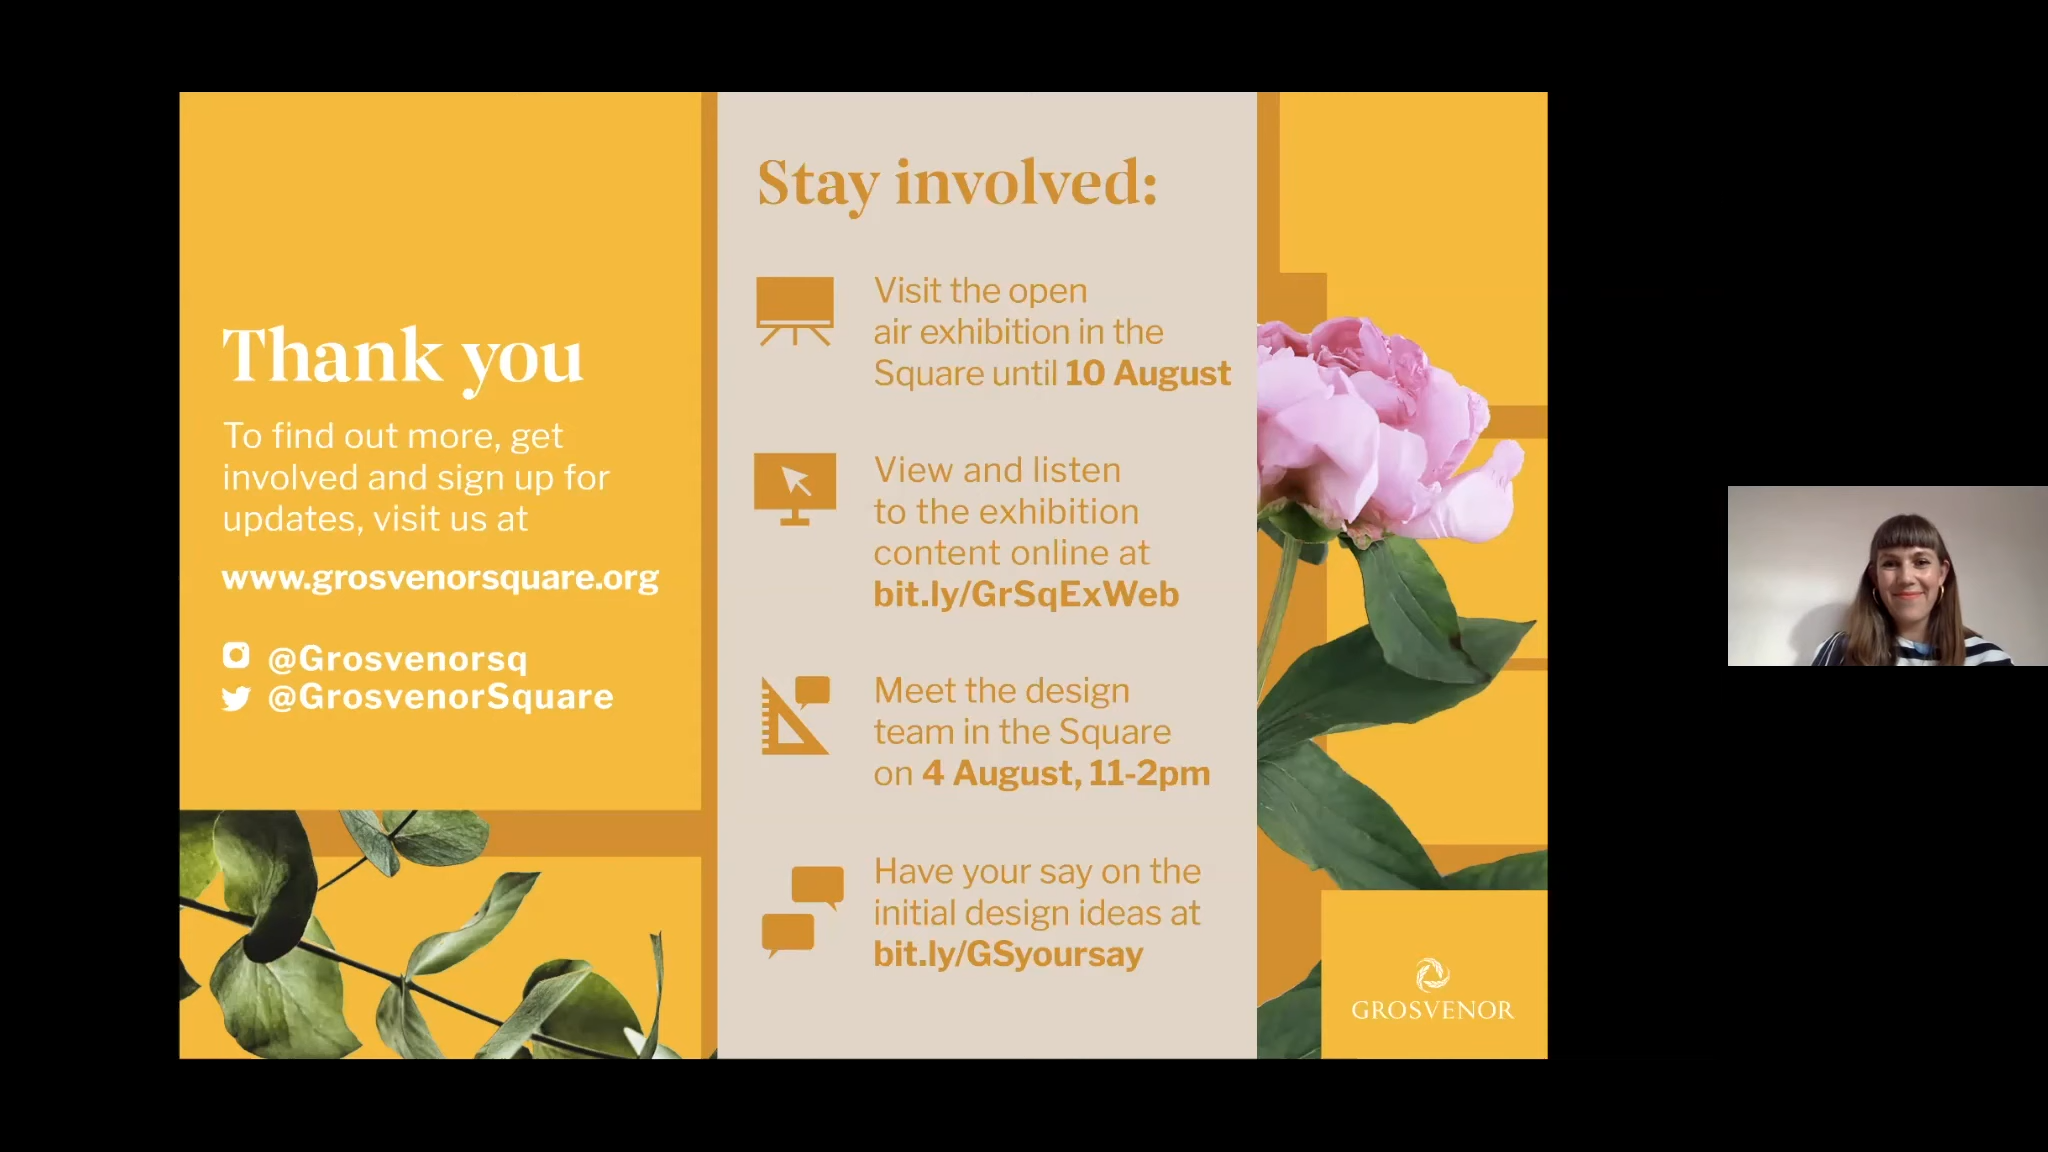 Thank you
To find out more, get
involved and sign up for
updates, visit us at
www.grosvenorsquare.org
@Grosvenorsq
@GrosvenorSquare
Stay involved:
Visit the open
air exhibition in the
Square until 10 August
View and listen
to the exhibition
content online at
bit.ly/GrSqExWeb
Meet the design
team in the Square
on 4 August, 11-2pm
Have your say on the
initial design ideas at
bit.ly/GSyoursay
GROSVENOR